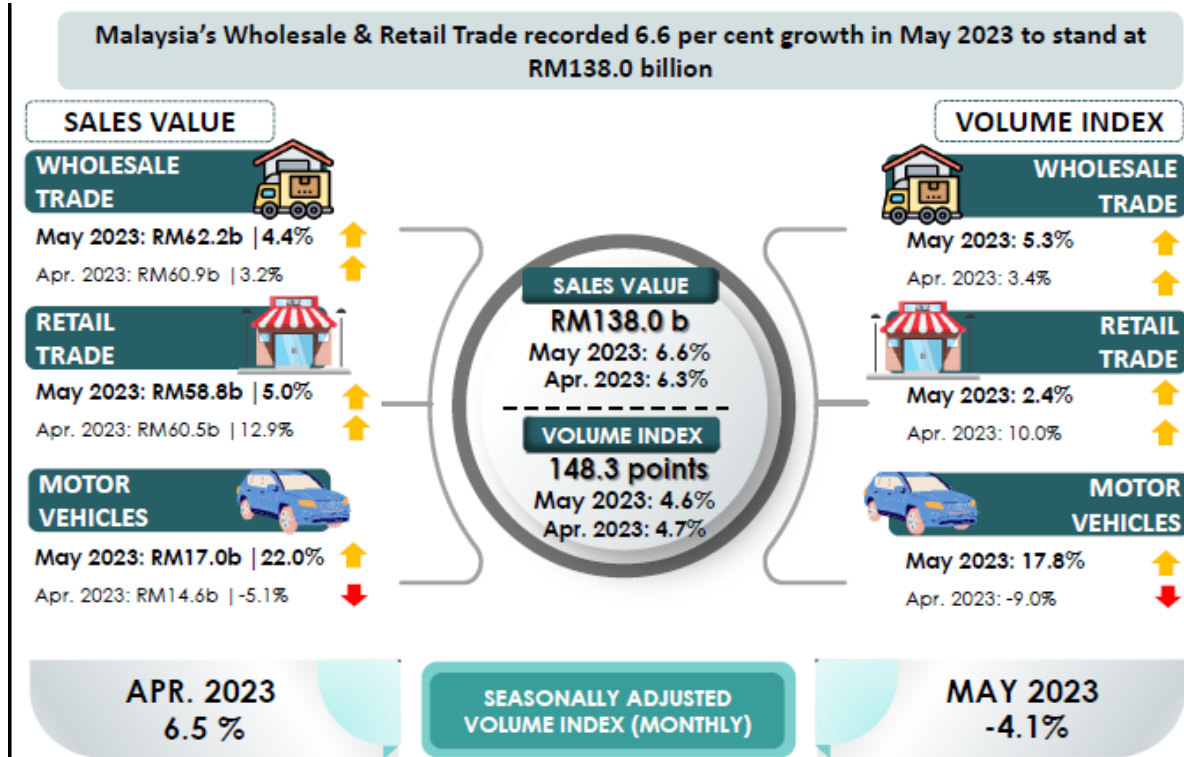 Malaysia's Wholesale & Retail Trade recorded 6.6 per cent growth in May 2023 to stand at
RM138.0 billion
SALES VALUE
WHOLESALE
TRADE
May 2023: RM62.2b |4.4%
Apr. 2023: RM60.9b |3.2%
RETAIL
TRADE
May 2023: RM58.8b |5.0%
Apr. 2023: RM60.5b |12.9%
MOTOR
VEHICLES
May 2023: RM17.0b |22.0%
Apr. 2023: RM14.6b |-5.1%
SALES VALUE
RM138.0 b
May 2023: 6.6%
Apr. 2023: 6.3%
VOLUME INDEX
148.3 points
May 2023: 4.6%
Apr. 2023: 4.7%
VOLUME INDEX
WHOLESALE
TRADE
May 2023: 5.3%
Apr. 2023: 3.4%
RETAIL
TRADE
May 2023: 2.4%
Apr. 2023: 10.0%
MOTOR
VEHICLES
May 2023: 17.8%
Apr. 2023: -9.0%
APR. 2023
6.5 %
SEASONALLY ADJUSTED
VOLUME INDEX (MONTHLY)
MAY 2023
-4.1%